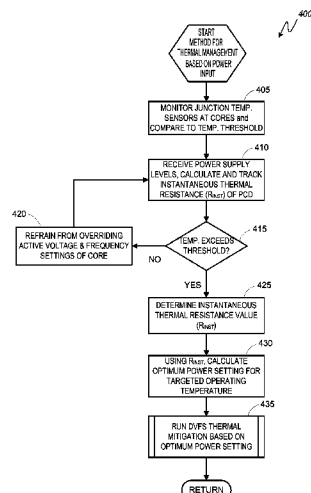 400
START
METHOD FOR
THERMAL MANAGEMENT
BASED ON POWER
INPUT
405
MONITOR JUNCTION TEMP.
SENSORS AT CORES and
COMPARE TO TEMP. THRESHOLD
410
RECEIVE POWER SUPPLY
LEVELS, CALCULATE AND TRACK
INSTANTANEOUS THERMAL
RESISTANCE (RINST) OF PCD
420
REFRAIN FROM OVERRIDING
ACTIVE VOLTAGE & FREQUENCY
SETTINGS OF CORE
415
TEMP. EXCEEDS
THRESHOLD?
NO
YES
425
DETERMINE INSTANTANEOUS
THERMAL RESISTANCE VALUE
(RINST)
430
USING RINST, CALCULATE
OPTIMUM POWER SETTING FOR
TARGETED OPERATING
TEMPERATURE
435
RUN DVFS THERMAL
MITIGATION BASED ON
OPTIMUM POWER SETTING
RETURN